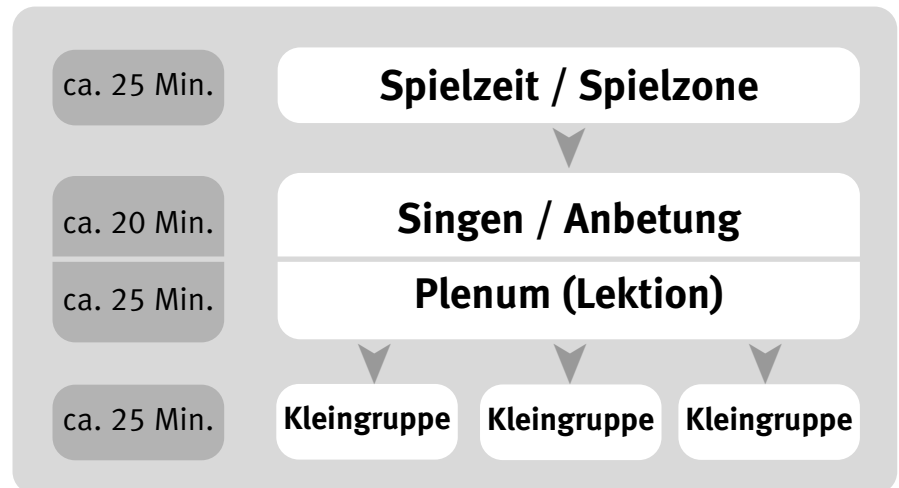 ca. 25 Min.
Spielzeit / Spielzone
ca. 20 Min.
Singen / Anbetung
ca. 25 Min.
Plenum (Lektion)
ca. 25 Min.
Kleingruppe
Kleingruppe
Kleingruppe